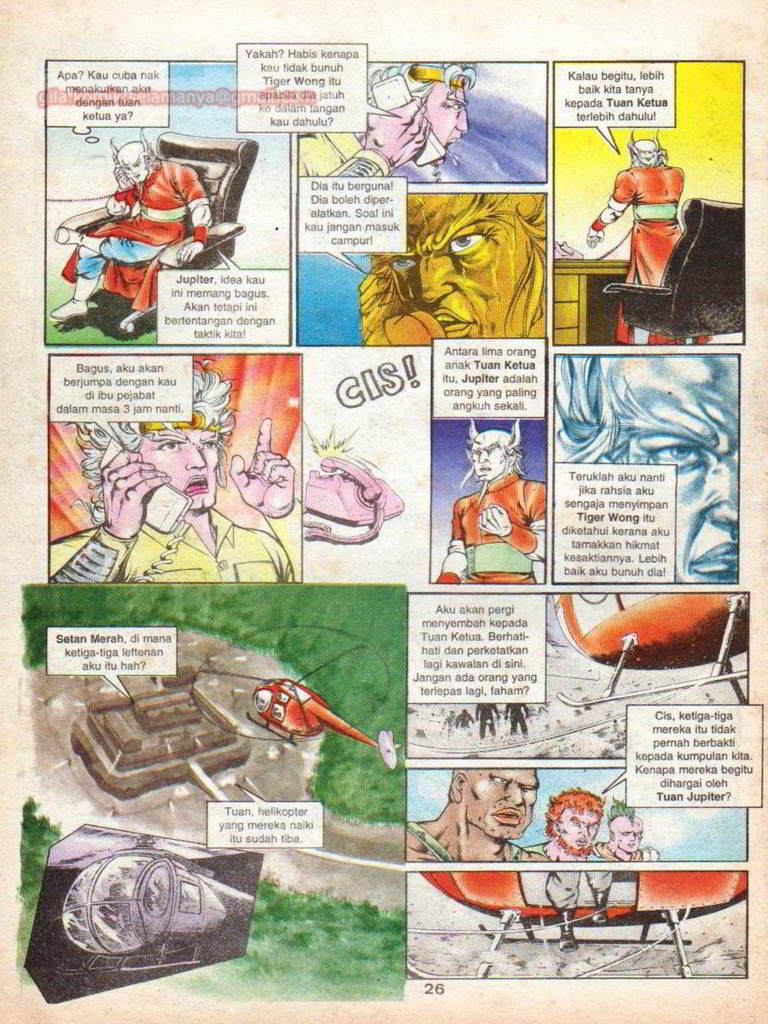 Apa? Kau cuba nak
menakutkan aku
dengan tuan
ketua ya?
Yakah? Habis kenapa
kau tidak bunuh
Tiger Wong itu
apabila dia jatuh
ke dalam tangan
kau dahulu?
Kalau begitu, lebih
baik kita tanya
kepada Tuan Ketua
terlebih dahulu!
Dia itu berguna!
Dia boleh diper-
alatkan. Soal ini
kau jangan masuk
campur!
Jupiter, idea kau
ini memang bagus.
Akan tetapi ini
bertentangan dengan
taktik kita!
Bagus, aku akan
berjumpa dengan kau
di ibu pejabat
dalam masa 3 jam nanti.
CIS!
Antara lima orang
anak Tuan Ketua
itu, Jupiter adalah
orang yang paling
angkuh sekali.
Teruklah aku nanti
jika rahsia aku
sengaja menyimpan
Tiger Wong itu
diketahui kerana aku
tamakkan hikmat
kesaktiannya. Lebih
baik aku bunuh dia!
Setan Merah, di mana
ketiga-tiga leftenan
aku itu hah?
Tuan, helikopter
yang mereka naiki
itu sudah tiba.
Aku akan pergi
menyembah kepada
Tuan Ketua. Berhati-
hati dan perketatkan
lagi kawalan di sini.
Jangan ada orang yang
terlepas lagi, faham?
Cis, ketiga-tiga
mereka itu tidak
pernah berbakti
kepada kumpulan kita.
Kenapa mereka begitu
dihargai oleh
Tuan Jupiter?
26